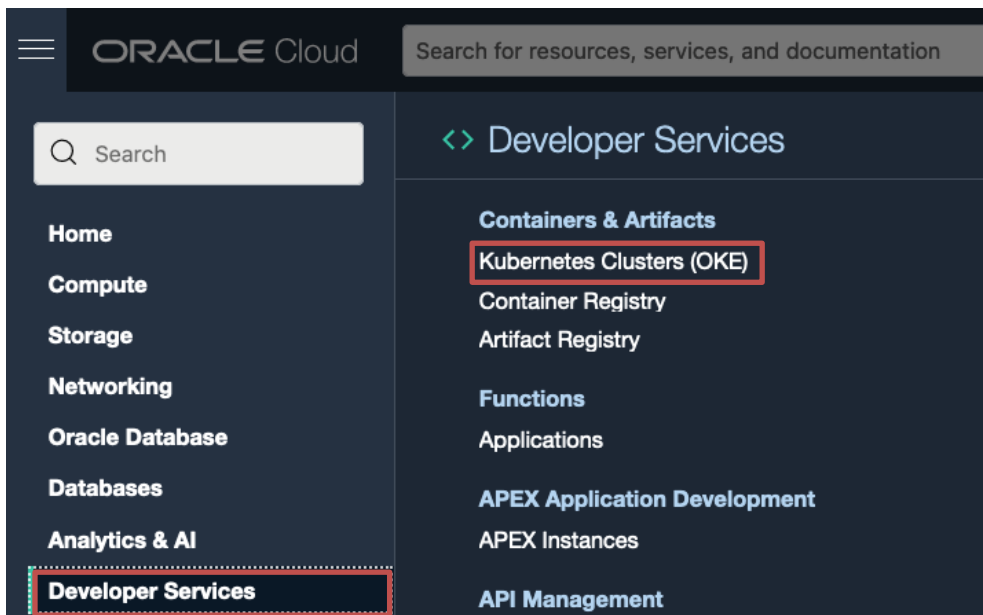 ORACLE Cloud
Search for resources, services, and documentation
Search
Home
Compute
Storage
Networking
Oracle Database
Databases
Analytics & AI
Developer Services
<> Developer Services
Containers & Artifacts
Kubernetes Clusters (OKE)
Container Registry
Artifact Registry
Functions
Applications
APEX Application Development
APEX Instances
API Management